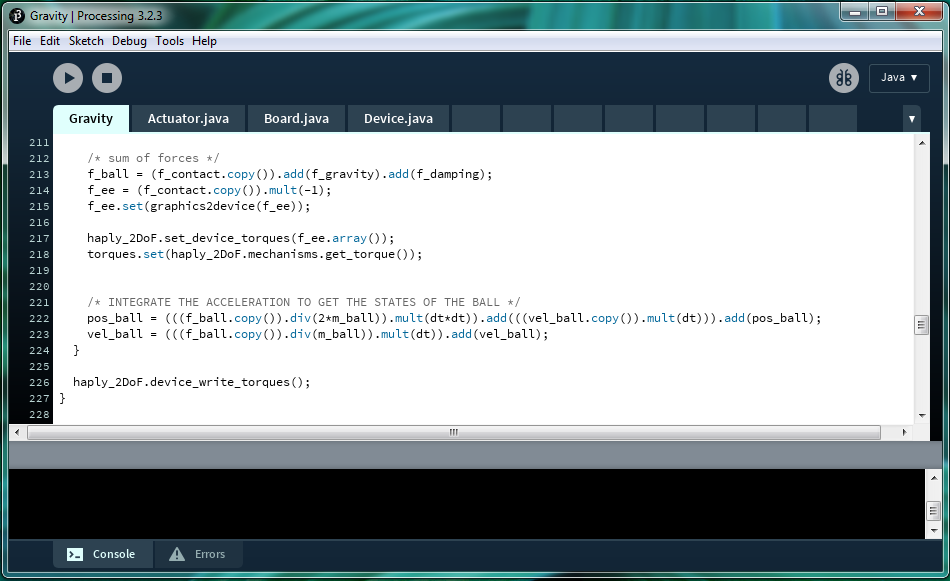 Gravity | Processing 3.2.3
File Edit Sketch Debug Tools Help
Java ▼
Gravity Actuator.java Board.java Device.java ▼
211
212 /* sum of forces */
213 f_ball = (f_contact.copy()).add(f_gravity).add(f_damping);
214 f_ee = (f_contact.copy()).mult(-1);
215 f_ee.set(graphics2device(f_ee));
216
217 haply_2DoF.set_device_torques(f_ee.array());
218 torques.set(haply_2DoF.mechanisms.get_torque());
219
220
221 /* INTEGRATE THE ACCELERATION TO GET THE STATES OF THE BALL */
222 pos_ball = (((f_ball.copy()).div(2*m_ball)).mult(dt*dt)).add(((vel_ball.copy()).mult(dt))).add(pos_ball);
223 vel_ball = (((f_ball.copy()).div(m_ball)).mult(dt)).add(vel_ball);
224 }
225
226 haply_2DoF.device_write_torques();
227 }
228
Console Errors